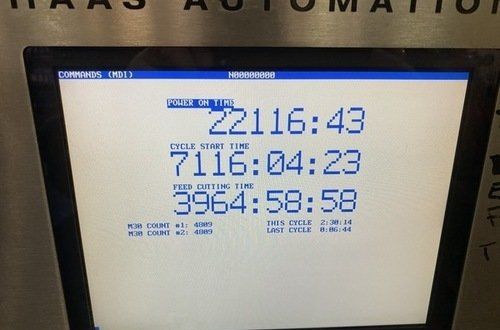 HAAS AUTOMATION
COMMANDS (MDI) N00000000
POWER ON TIME
22116:43
CYCLE START TIME
7116:04:23
FEED CUTTING TIME
3964:58:58
M30 COUNT #1: 4809 THIS CYCLE 2:30:14
M30 COUNT #2: 4809 LAST CYCLE 0:06:44